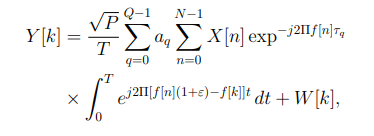 Y[k] = \frac{\sqrt{P}}{T} \sum_{q=0}^{Q-1} a_q \sum_{n=0}^{N-1} X[n] \exp^{-j2\Pi f[n]\tau_q}
\times \int_0^T e^{j2\Pi[f[n](1+\varepsilon)-f[k]]t} \, dt + W[k],